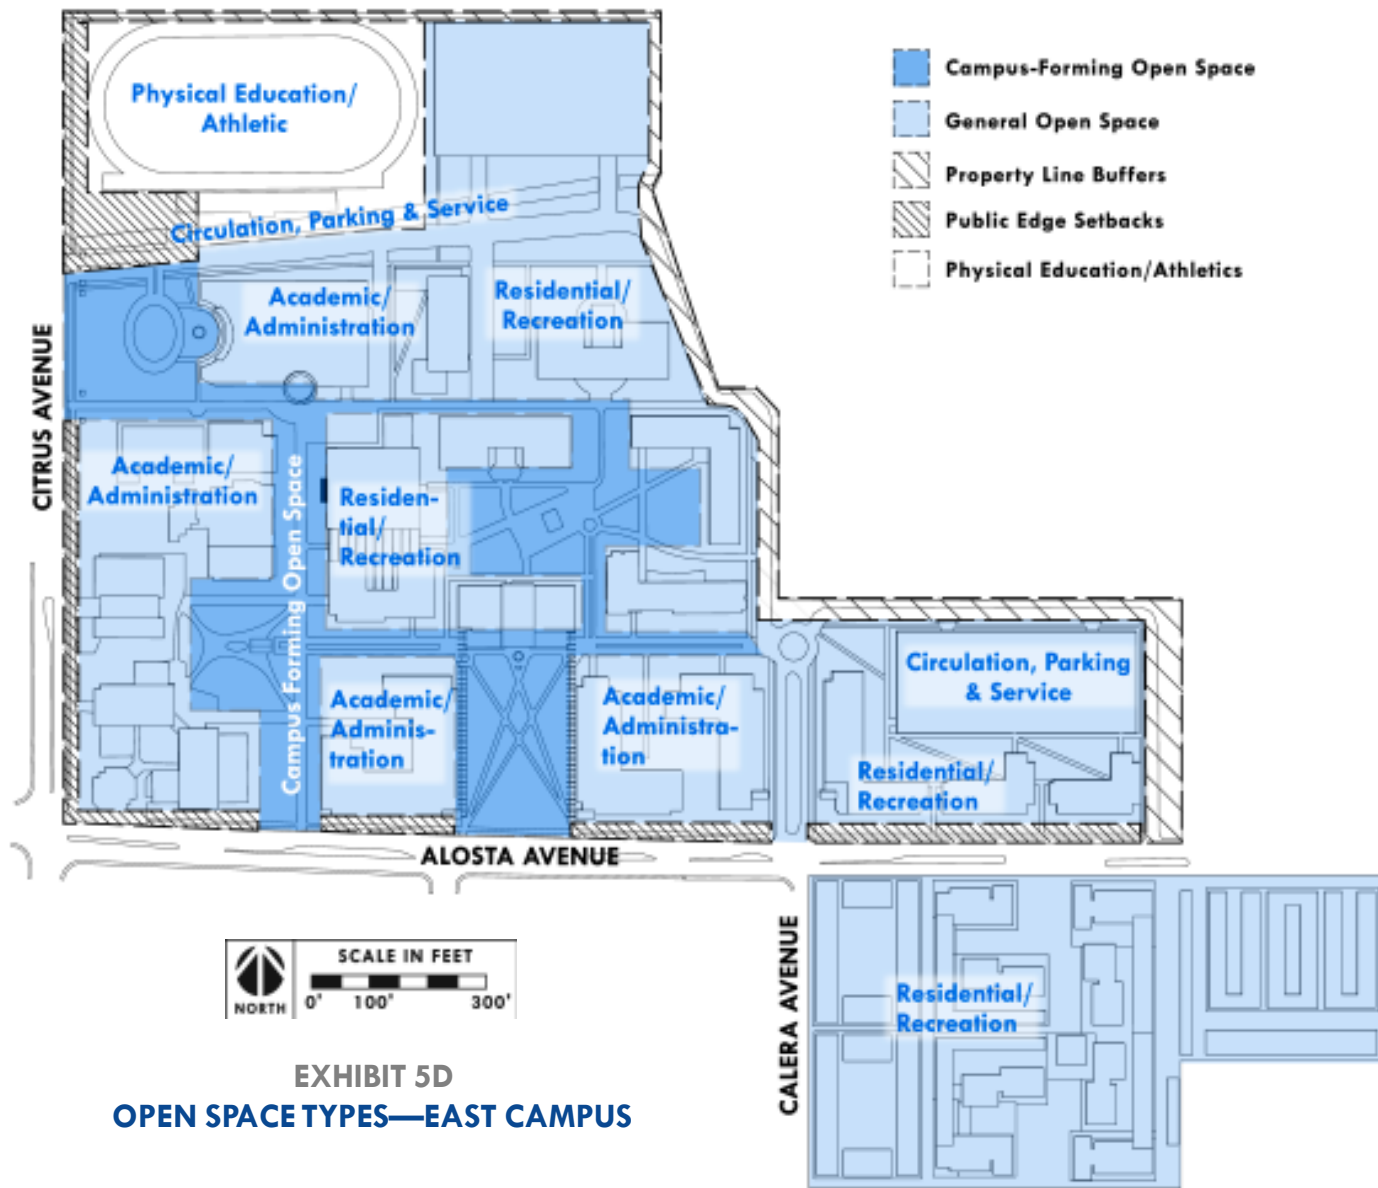 Physical Education/
Athletic
Campus-Forming Open Space
General Open Space
Property Line Buffers
Public Edge Setbacks
Physical Education/Athletics
Circulation, Parking & Service
Academic/
Administration
Residential/
Recreation
CITRUS AVENUE
Academic/
Administration
Campus Forming Open Space
Residen-
tial/
Recreation
Academic/
Adminis-
tration
Academic/
Administra-
tion
Circulation, Parking
& Service
Residential/
Recreation
ALOSTA AVENUE
CALERA AVENUE
Residential/
Recreation
NORTH
SCALE IN FEET
0' 100' 300'
EXHIBIT 5D
OPEN SPACE TYPES—EAST CAMPUS